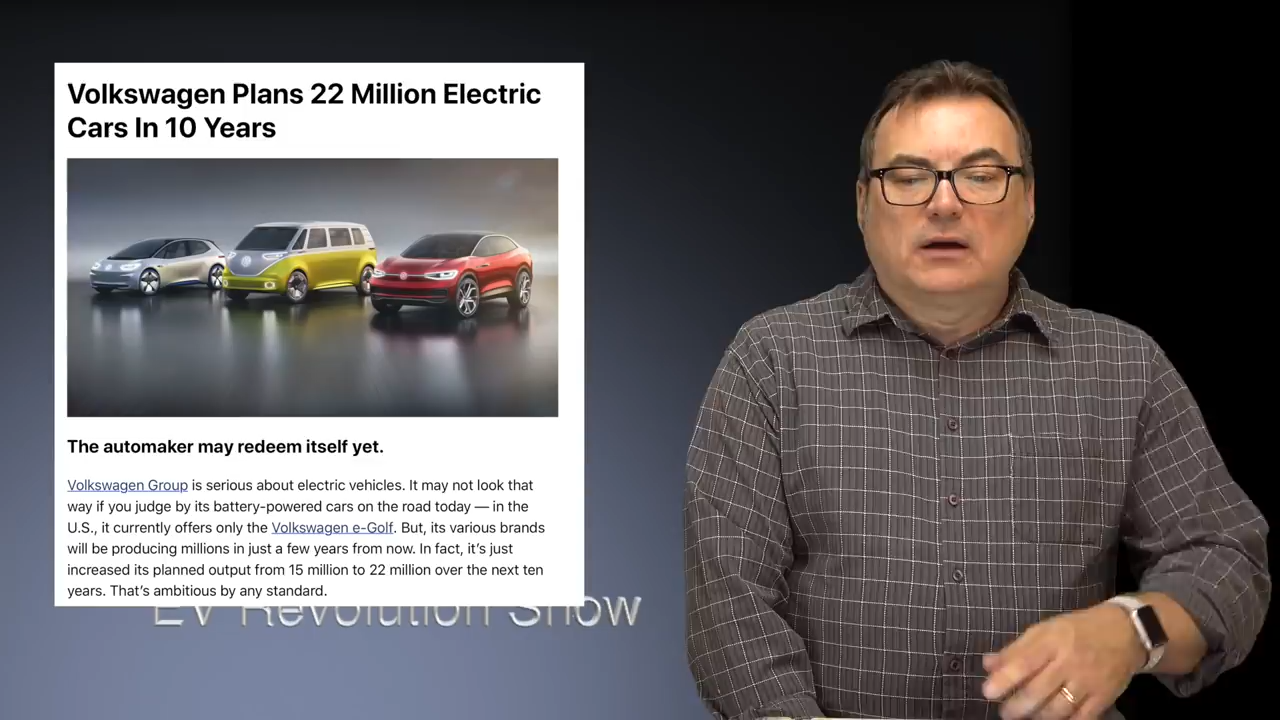 Volkswagen Plans 22 Million Electric
Cars In 10 Years
The automaker may redeem itself yet.
Volkswagen Group is serious about electric vehicles. It may not look that
way if you judge by its battery-powered cars on the road today — in the
U.S., it currently offers only the Volkswagen e-Golf. But, its various brands
will be producing millions in just a few years from now. In fact, it’s just
increased its planned output from 15 million to 22 million over the next ten
years. That’s ambitious by any standard.
EV Revolution Show